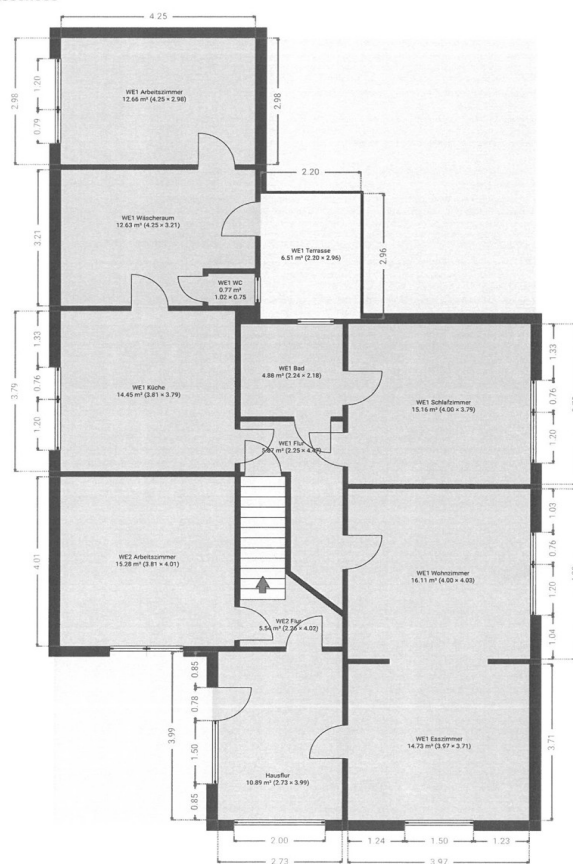 4.25
WE1 Arbeitszimmer
12.66 m² (4.25 × 2.98)
2.98
1.20
0.79
2.98
WE1 Wäscheraum
12.63 m² (4.25 × 3.21)
3.21
2.20
WE1 Terrasse
6.51 m² (2.20 × 2.96)
2.96
WE1 WC
0.77 m²
1.02 × 0.75
3.79
1.33
0.76
1.20
WE1 Küche
14.45 m² (3.81 × 3.79)
WE1 Bad
4.88 m² (2.24 × 2.18)
WE1 Schlafzimmer
15.16 m² (4.00 × 3.79)
1.33
0.76
1.20
WE1 Flur
4.01
WE2 Arbeitszimmer
15.28 m² (3.81 × 4.01)
WE1 Wohnzimmer
16.11 m² (4.00 × 4.03)
1.03
0.76
1.20
1.04
WE2 Flur
3.99
0.85
0.78
1.50
0.85
Hausflur
10.89 m² (2.73 × 3.99)
WE1 Esszimmer
14.73 m² (3.97 × 3.71)
3.71
2.00
2.73
1.24
1.50
1.23
3.97